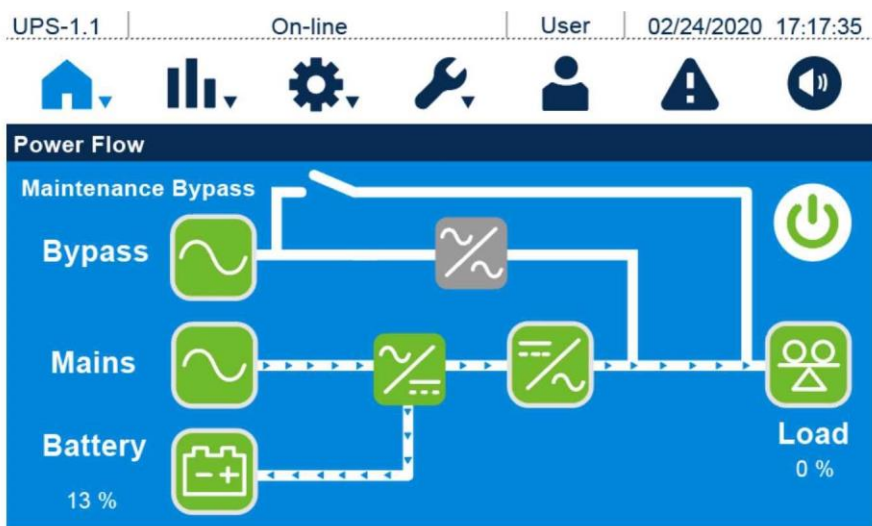 UPS-1.1 On-line User 02/24/2020 17:17:35
Power Flow
Maintenance Bypass
Bypass
Mains
Battery
13 %
Load
0 %